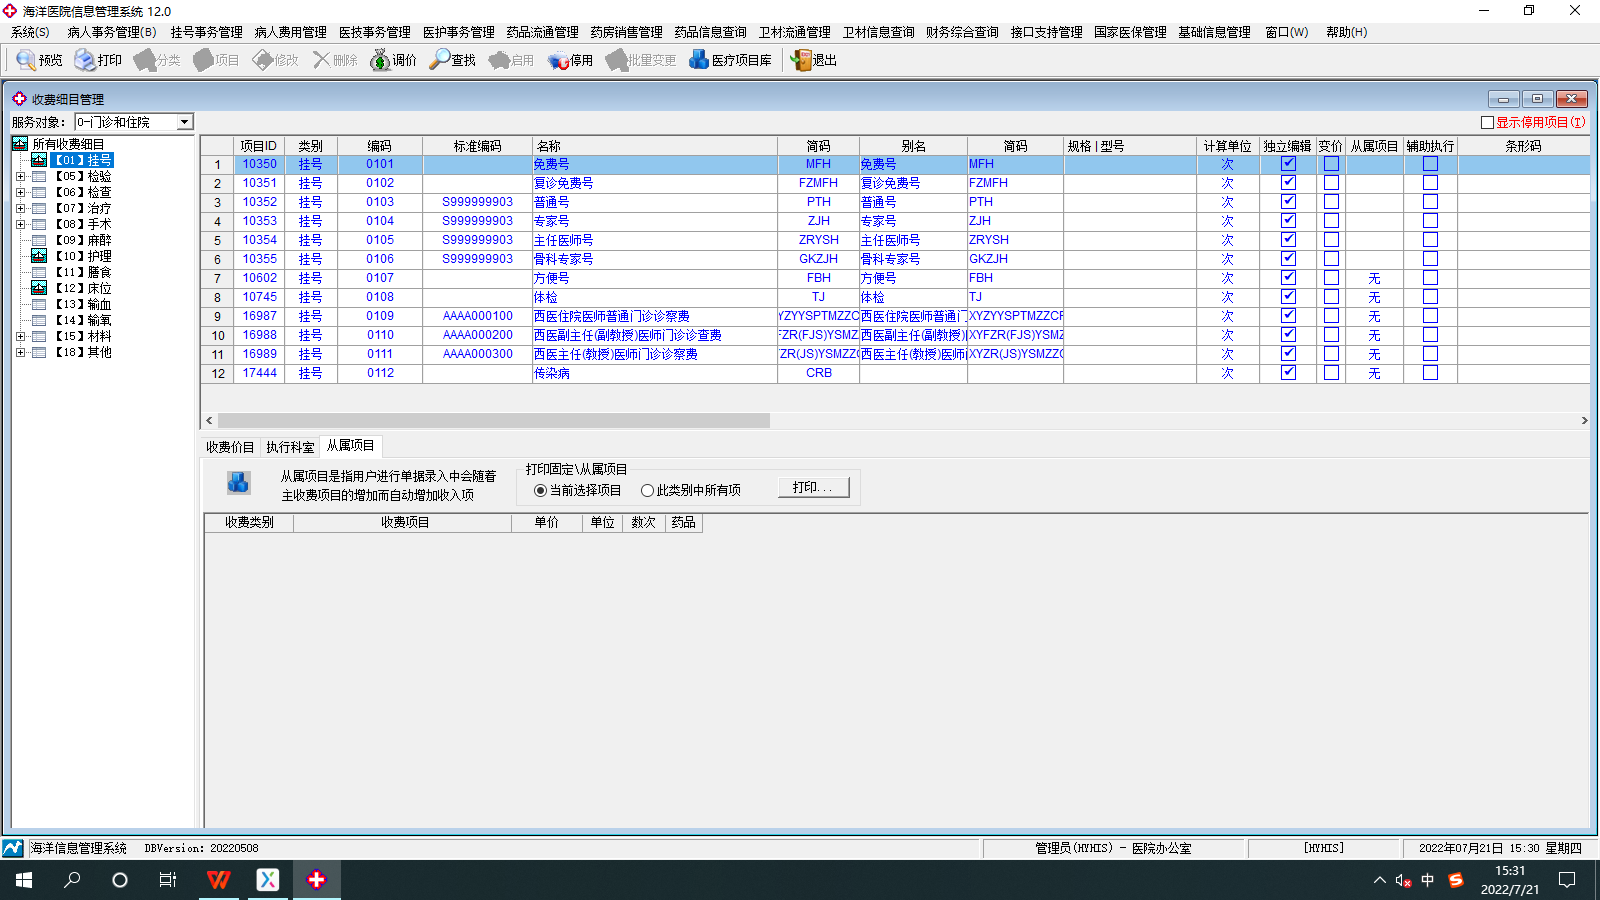 海洋医院信息管理系统 12.0
系统(S) 病人事务管理(B) 挂号事务管理 病人费用管理 医技事务管理 医护事务管理 药品流通管理 药房销售管理 药品信息查询 卫材流通管理 卫材信息查询 财务综合查询 接口支持管理 国家医保管理 基础信息管理 窗口(W) 帮助(H)
预览 打印 分类 项目 修改 删除 调价 查找 启用 停用 批量变更 医疗项目库 退出
收费细目管理
服务对象: 0-门诊和住院 显示停用项目(T)
所有收费细目
【01】挂号
【05】检验
【06】检查
【07】治疗
【08】手术
【09】麻醉
【10】护理
【11】膳食
【12】床位
【13】输血
【14】输氧
【15】材料
【18】其他
项目ID 类别 编码 标准编码 名称 简码 别名 简码 规格|型号 计算单位 独立编辑 变价 从属项目 辅助执行 条形码
1 10350 挂号 0101 免费号 MFH 免费号 MFH 次
2 10351 挂号 0102 复诊免费号 FZMFH 复诊免费号 FZMFH 次
3 10352 挂号 0103 S999999903 普通号 PTH 普通号 PTH 次
4 10353 挂号 0104 S999999903 专家号 ZJH 专家号 ZJH 次
5 10354 挂号 0105 S999999903 主任医师号 ZRYSH 主任医师号 ZRYSH 次
6 10355 挂号 0106 S999999903 骨科专家号 GKZJH 骨科专家号 GKZJH 次
7 10602 挂号 0107 方便号 FBH 方便号 FBH 次 无
8 10745 挂号 0108 体检 TJ 体检 TJ 次 无
9 16987 挂号 0109 AAAA000100 西医住院医师普通门诊诊察费 YZYYSPTMZZC 西医住院医师普通门 XYZYYSPTMZZCF 次 无
10 16988 挂号 0110 AAAA000200 西医副主任(副教授)医师门诊诊查费 FZR(FJS)YSMZZ 西医副主任(副教授) XYFZR(FJS)YSMZ 次 无
11 16989 挂号 0111 AAAA000300 西医主任(教授)医师门诊诊察费 ZR(JS)YSMZZC 西医主任(教授)医师 XYZR(JS)YSMZZC 次 无
12 17444 挂号 0112 传染病 CRB 次 无
收费价目 执行科室 从属项目
从属项目是指用户进行单据录入中会随着
主收费项目的增加而自动增加收入项
打印固定\从属项目
当前选择项目 此类别中所有项 打印...
收费类别 收费项目 单价 单位 数次 药品
海洋信息管理系统 DBVersion: 20220508 管理员(HYHIS) - 医院办公室 [HYHIS] 2022年07月21日 15:30 星期四
中 15:31
2022/7/21